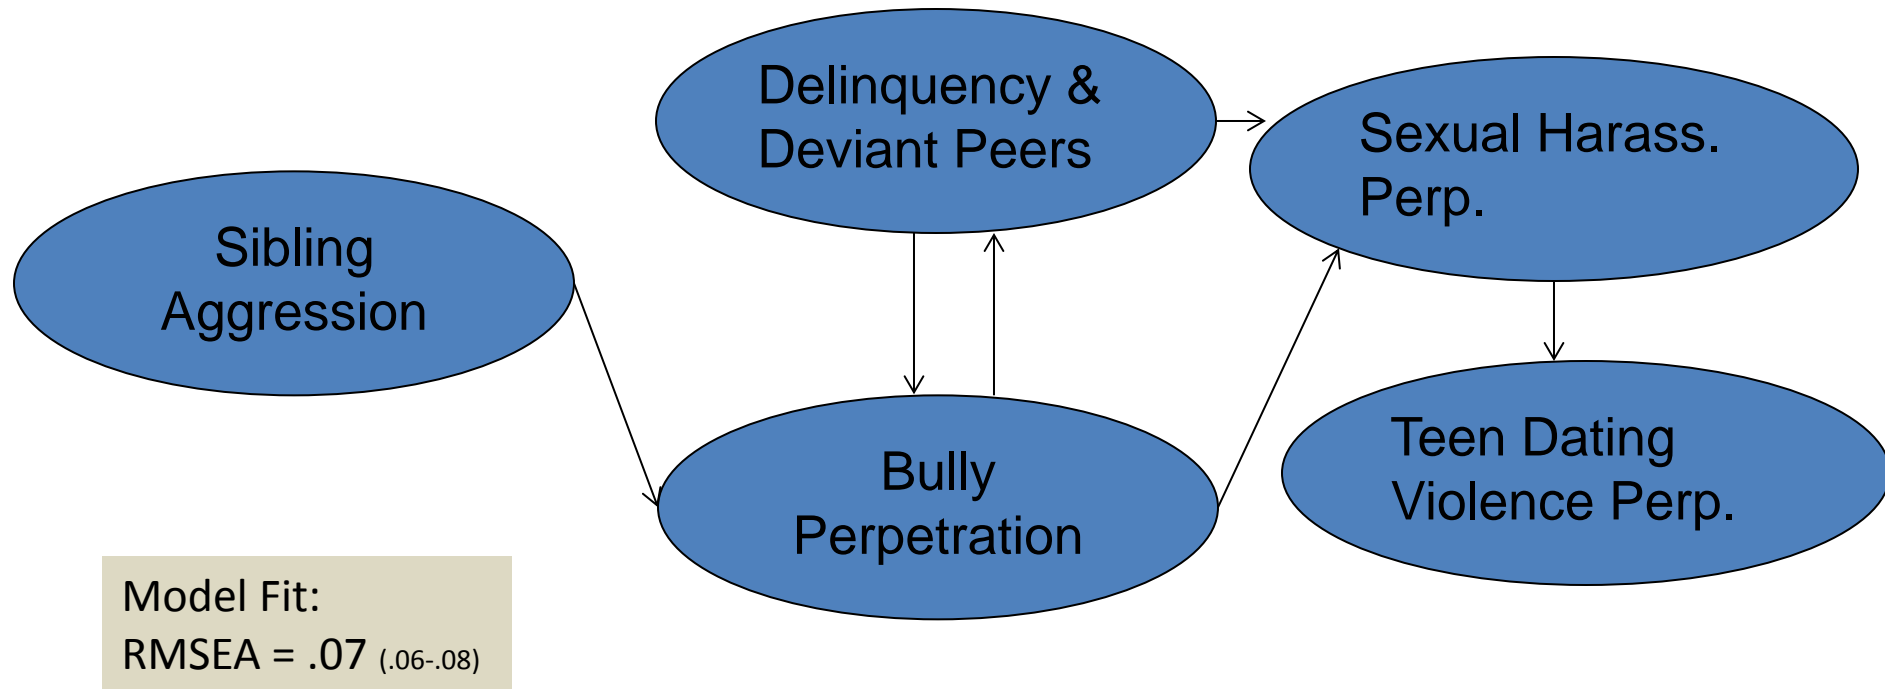 Delinquency &
Deviant Peers
Sexual Harass.
Perp.
Sibling
Aggression
Teen Dating
Violence Perp.
Bully
Perpetration
Model Fit:
RMSEA = .07 (.06-.08)